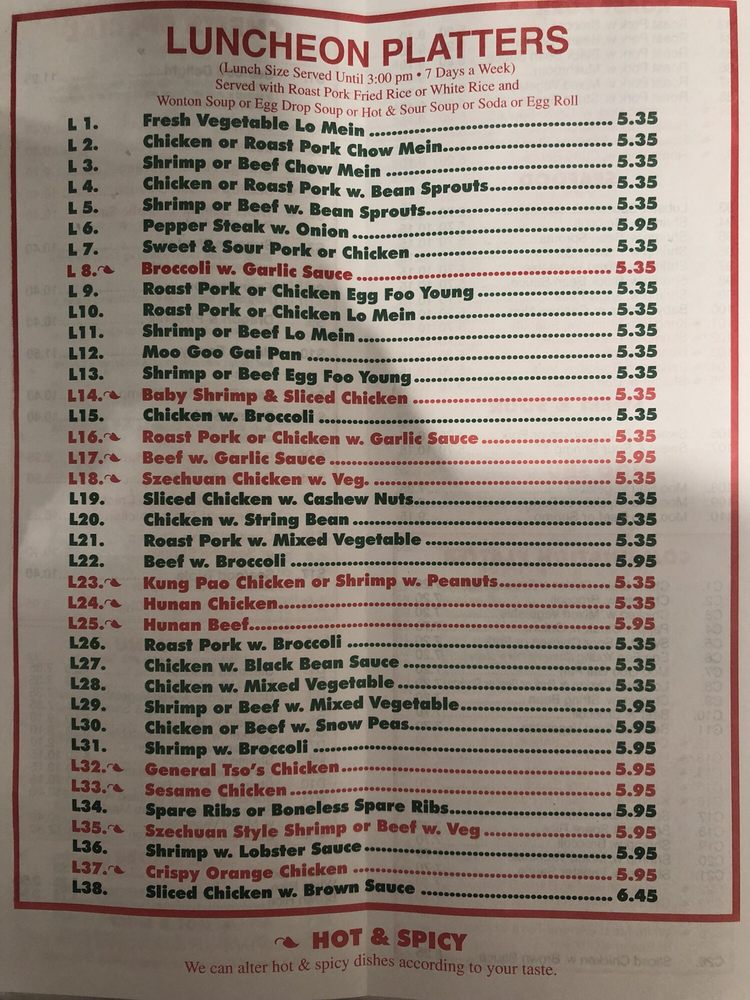 LUNCHEON PLATTERS
(Lunch Size Served Until 3:00 pm • 7 Days a Week)
Served with Roast Pork Fried Rice or White Rice and
Wonton Soup or Egg Drop Soup or Hot & Sour Soup or Soda or Egg Roll
L 1. Fresh Vegetable Lo Mein 5.35
L 2. Chicken or Roast Pork Chow Mein 5.35
L 3. Shrimp or Beef Chow Mein 5.35
L 4. Chicken or Roast Pork w. Bean Sprouts 5.35
L 5. Shrimp or Beef w. Bean Sprouts 5.35
L 6. Pepper Steak w. Onion 5.95
L 7. Sweet & Sour Pork or Chicken 5.35
L 8. Broccoli w. Garlic Sauce 5.35
L 9. Roast Pork or Chicken Egg Foo Young 5.35
L10. Roast Pork or Chicken Lo Mein 5.35
L11. Shrimp or Beef Lo Mein 5.35
L12. Moo Goo Gai Pan 5.35
L13. Shrimp or Beef Egg Foo Young 5.35
L14. Baby Shrimp & Sliced Chicken 5.35
L15. Chicken w. Broccoli 5.35
L16. Roast Pork or Chicken w. Garlic Sauce 5.35
L17. Beef w. Garlic Sauce 5.95
L18. Szechuan Chicken w. Veg. 5.35
L19. Sliced Chicken w. Cashew Nuts 5.35
L20. Chicken w. String Bean 5.35
L21. Roast Pork w. Mixed Vegetable 5.35
L22. Beef w. Broccoli 5.95
L23. Kung Pao Chicken or Shrimp w. Peanuts 5.35
L24. Hunan Chicken 5.35
L25. Hunan Beef 5.95
L26. Roast Pork w. Broccoli 5.35
L27. Chicken w. Black Bean Sauce 5.35
L28. Chicken w. Mixed Vegetable 5.35
L29. Shrimp or Beef w. Mixed Vegetable 5.95
L30. Chicken or Beef w. Snow Peas 5.95
L31. Shrimp w. Broccoli 5.95
L32. General Tso's Chicken 5.95
L33. Sesame Chicken 5.95
L34. Spare Ribs or Boneless Spare Ribs 5.95
L35. Szechuan Style Shrimp or Beef w. Veg 5.95
L36. Shrimp w. Lobster Sauce 5.95
L37. Crispy Orange Chicken 5.95
L38. Sliced Chicken w. Brown Sauce 6.45
HOT & SPICY
We can alter hot & spicy dishes according to your taste.